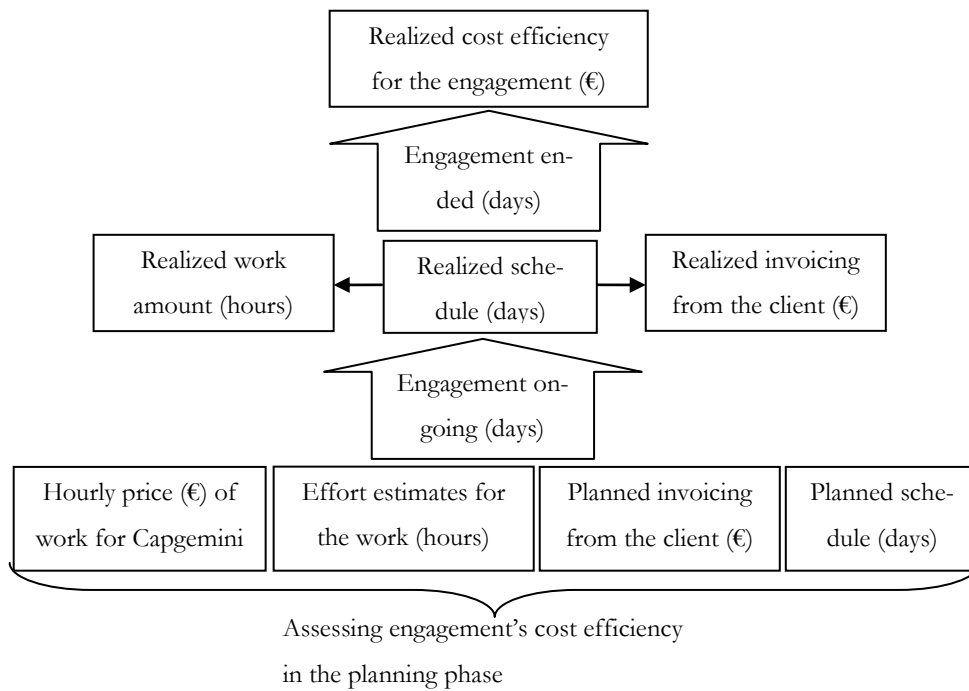 Realized cost efficiency
for the engagement (€)
Engagement en-
ded (days)
Realized work
amount (hours)
Realized sche-
dule (days)
Realized invoicing
from the client (€)
Engagement on-
going (days)
Hourly price (€) of
work for Capgemini
Effort estimates for
the work (hours)
Planned invoicing
from the client (€)
Planned sche-
dule (days)
Assessing engagement’s cost efficiency
in the planning phase